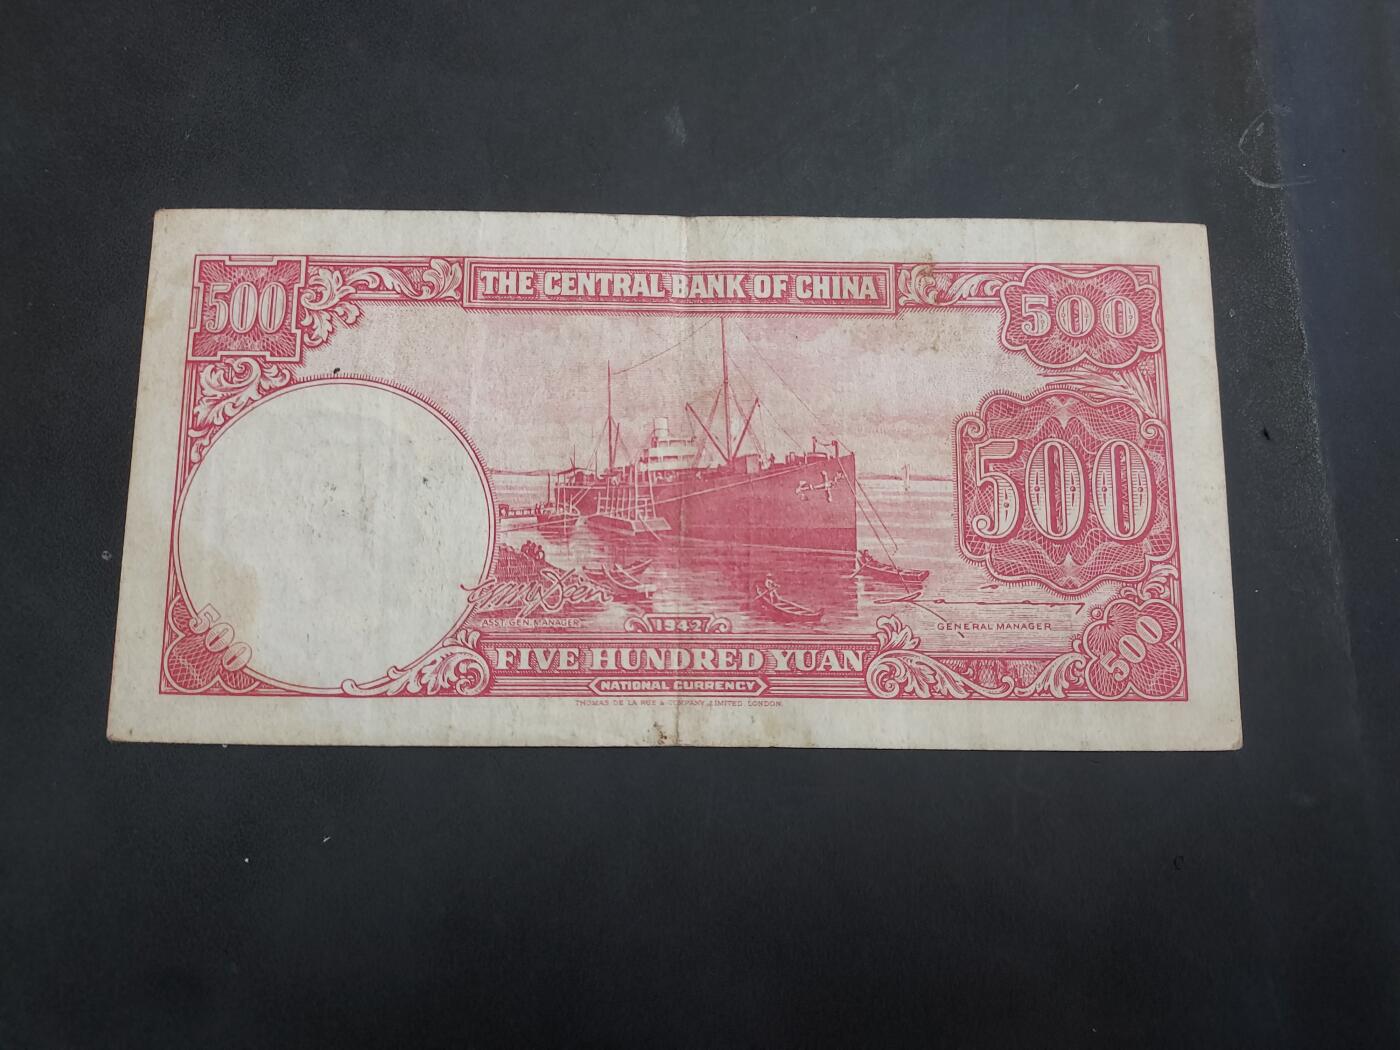 THE CENTRAL BANK OF CHINA
500
500
500
ASST. GEN. MANAGER
1942
GENERAL MANAGER
500
FIVE HUNDRED YUAN
500
NATIONAL CURRENCY
THOMAS DE LA RUE & COMPANY, LIMITED. LONDON.